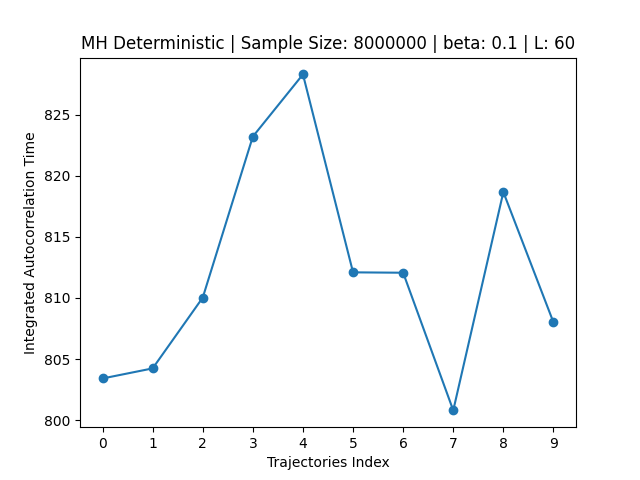 MH Deterministic | Sample Size: 8000000 | beta: 0.1 | L: 60
Integrated Autocorrelation Time
825
820
815
810
805
800
0 1 2 3 4 5 6 7 8 9
Trajectories Index